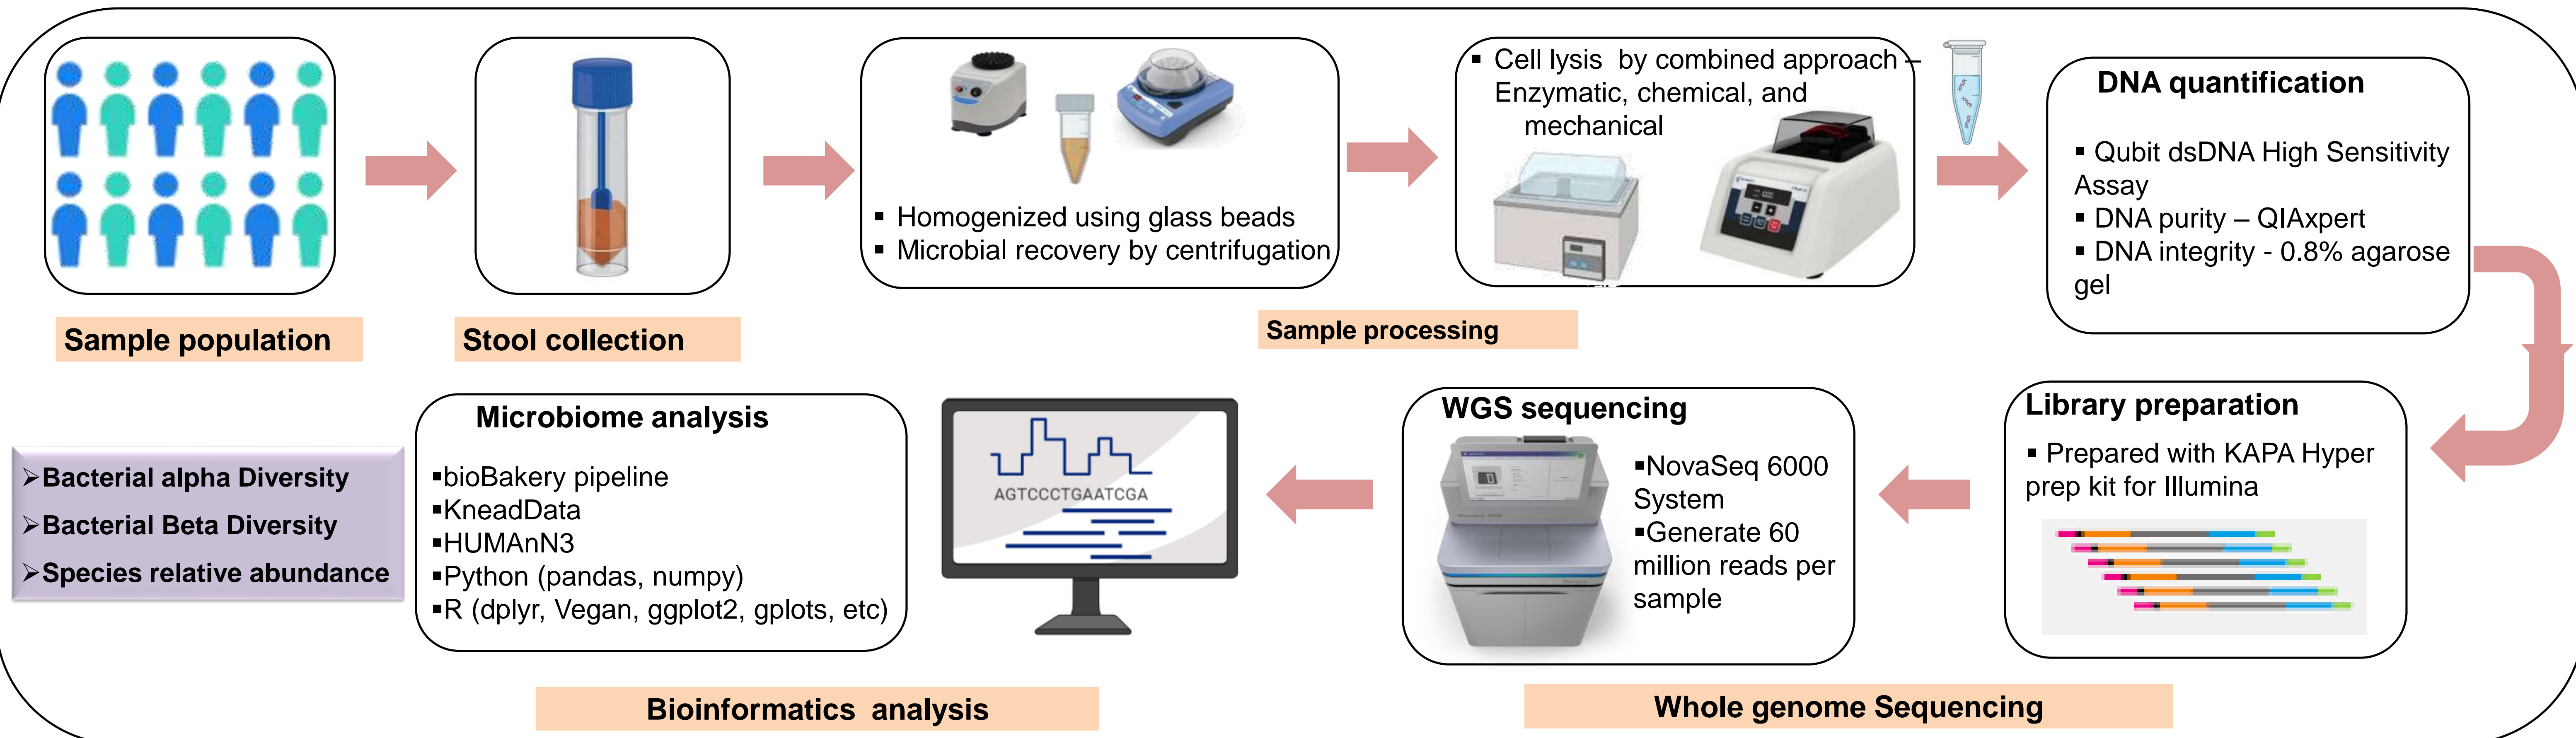 ▪ Homogenized using glass beads
▪ Microbial recovery by centrifugation
▪ Cell lysis by combined approach –
Enzymatic, chemical, and
mechanical
DNA quantification
▪ Qubit dsDNA High Sensitivity
Assay
▪ DNA purity – QIAxpert
▪ DNA integrity - 0.8% agarose
gel
Sample population
Stool collection
Sample processing
Library preparation
▪ Prepared with KAPA Hyper
prep kit for Illumina
WGS sequencing
▪NovaSeq 6000
System
▪Generate 60
million reads per
sample
AGTCCCTGAATCGA
Microbiome analysis
▪bioBakery pipeline
▪KneadData
▪HUMAnN3
▪Python (pandas, numpy)
▪R (dplyr, Vegan, ggplot2, gplots, etc)
➢Bacterial alpha Diversity
➢Bacterial Beta Diversity
➢Species relative abundance
Bioinformatics analysis
Whole genome Sequencing